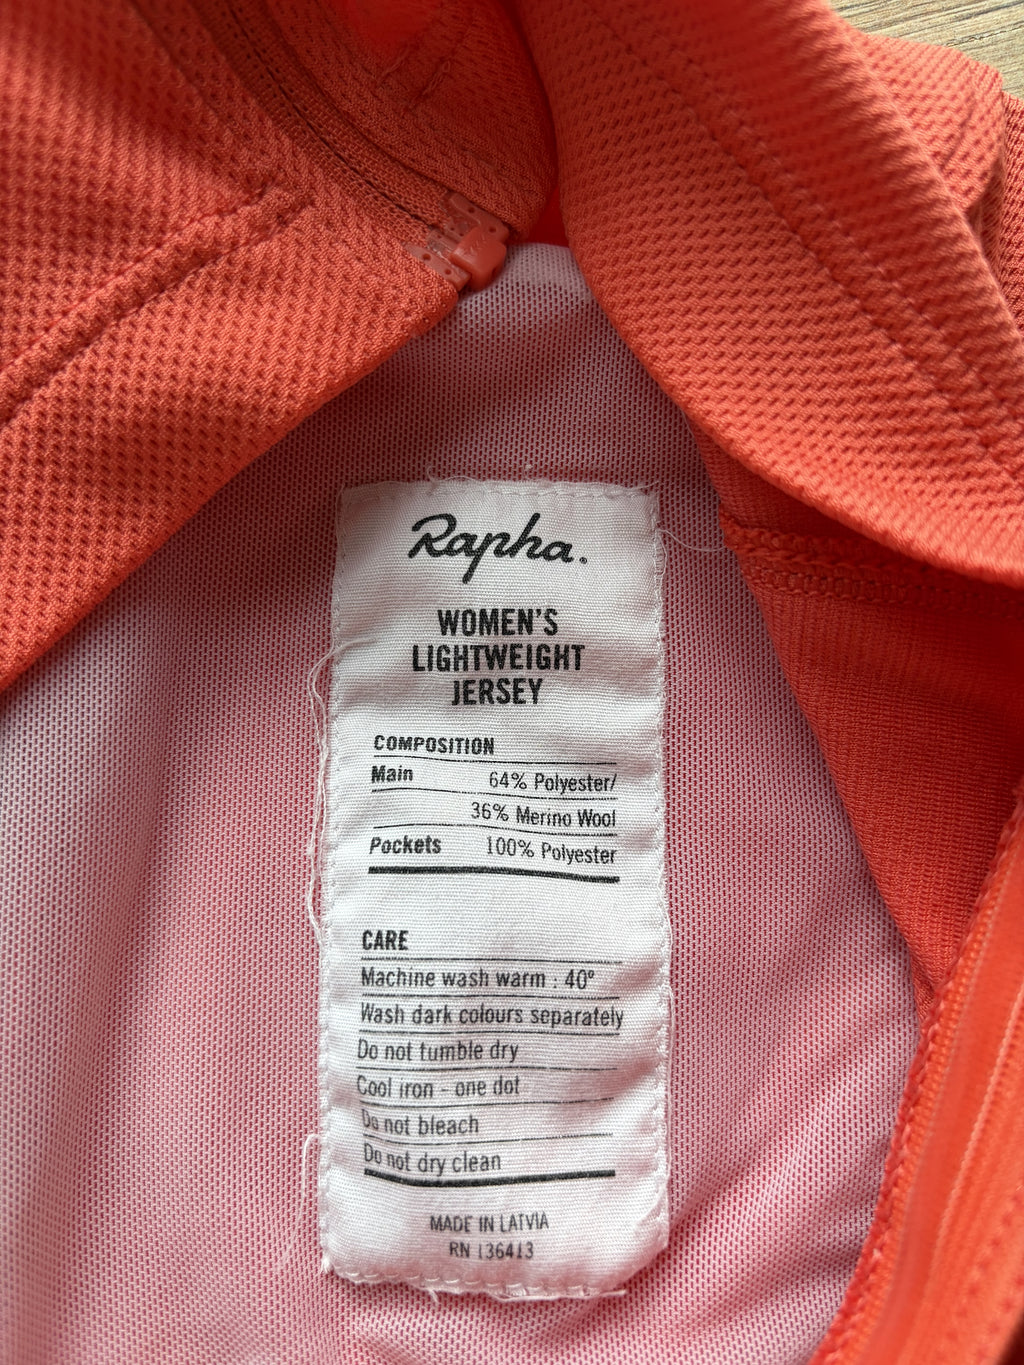 Rapha.
WOMEN'S
LIGHTWEIGHT
JERSEY
COMPOSITION
Main 64% Polyester/
36% Merino Wool
Pockets 100% Polyester
CARE
Machine wash warm : 40°
Wash dark colours separately
Do not tumble dry
Cool iron - one dot
Do not bleach
Do not dry clean
MADE IN LATVIA
RN 136413